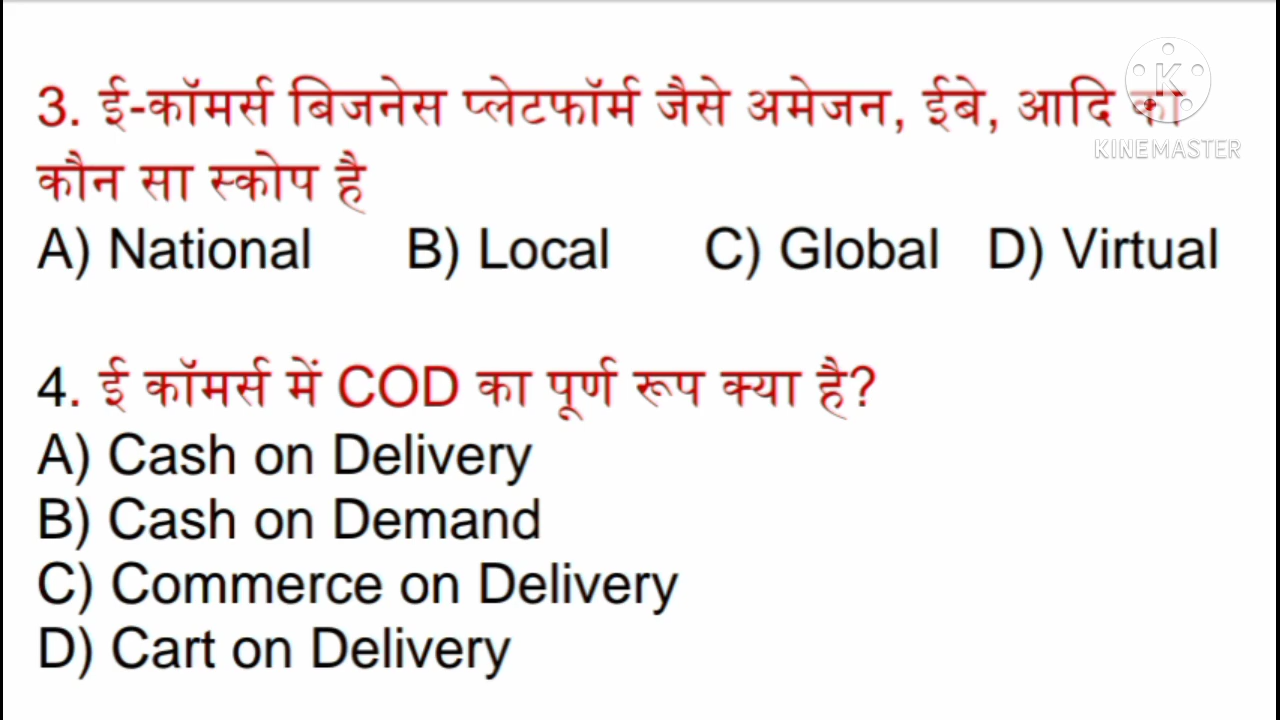 3. ई-कॉमर्स बिजनेस प्लेटफॉर्म जैसे अमेजन, ईबे, आदि का
KINEMASTER
कौन सा स्कोप है
A) National B) Local C) Global D) Virtual
4. ई कॉमर्स में COD का पूर्ण रूप क्या है?
A) Cash on Delivery
B) Cash on Demand
C) Commerce on Delivery
D) Cart on Delivery